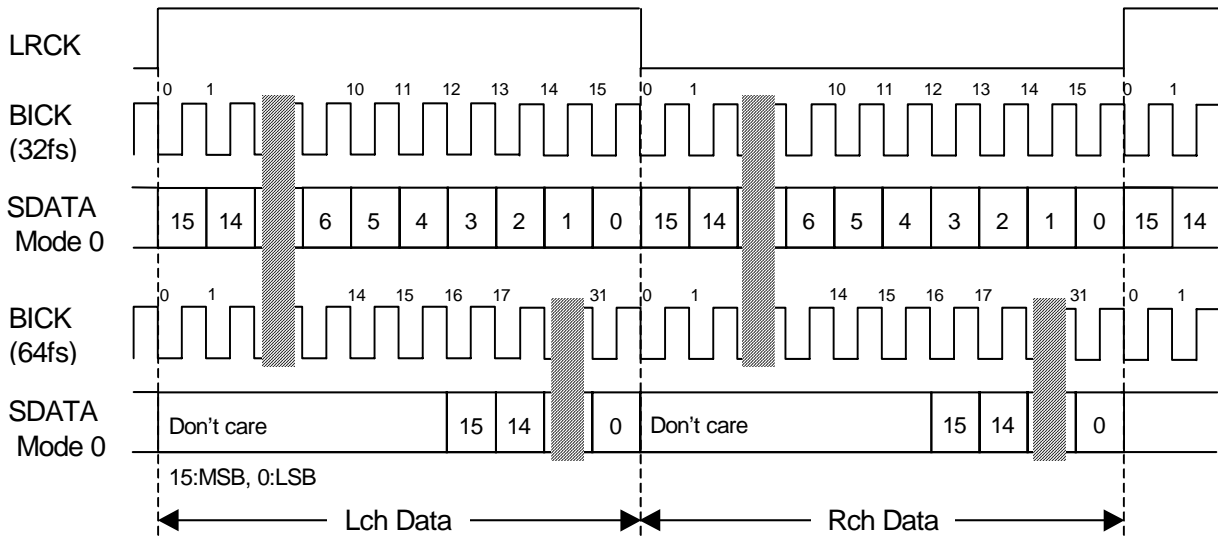 LRCK
0 1 10 11 12 13 14 15 0 1 10 11 12 13 14 15 0 1
BICK
(32fs)
SDATA
Mode 0
15 14 6 5 4 3 2 1 0 15 14 6 5 4 3 2 1 0 15 14
0 1 14 15 16 17 31 0 1 14 15 16 17 31 0 1
BICK
(64fs)
SDATA
Mode 0
Don't care 15 14 0 Don't care 15 14 0
15:MSB, 0:LSB
Lch Data Rch Data